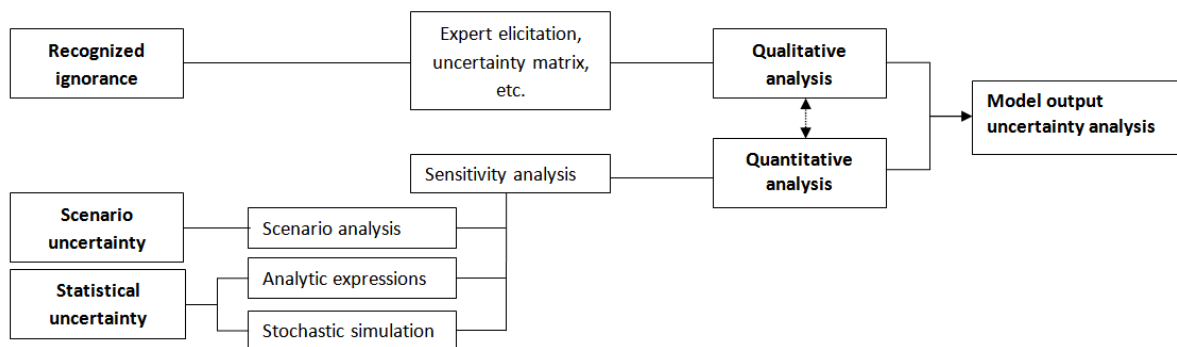 Recognized
ignorance
Expert elicitation,
uncertainty matrix,
etc.
Qualitative
analysis
Model output
uncertainty analysis
Quantitative
analysis
Sensitivity analysis
Scenario
uncertainty
Scenario analysis
Statistical
uncertainty
Analytic expressions
Stochastic simulation